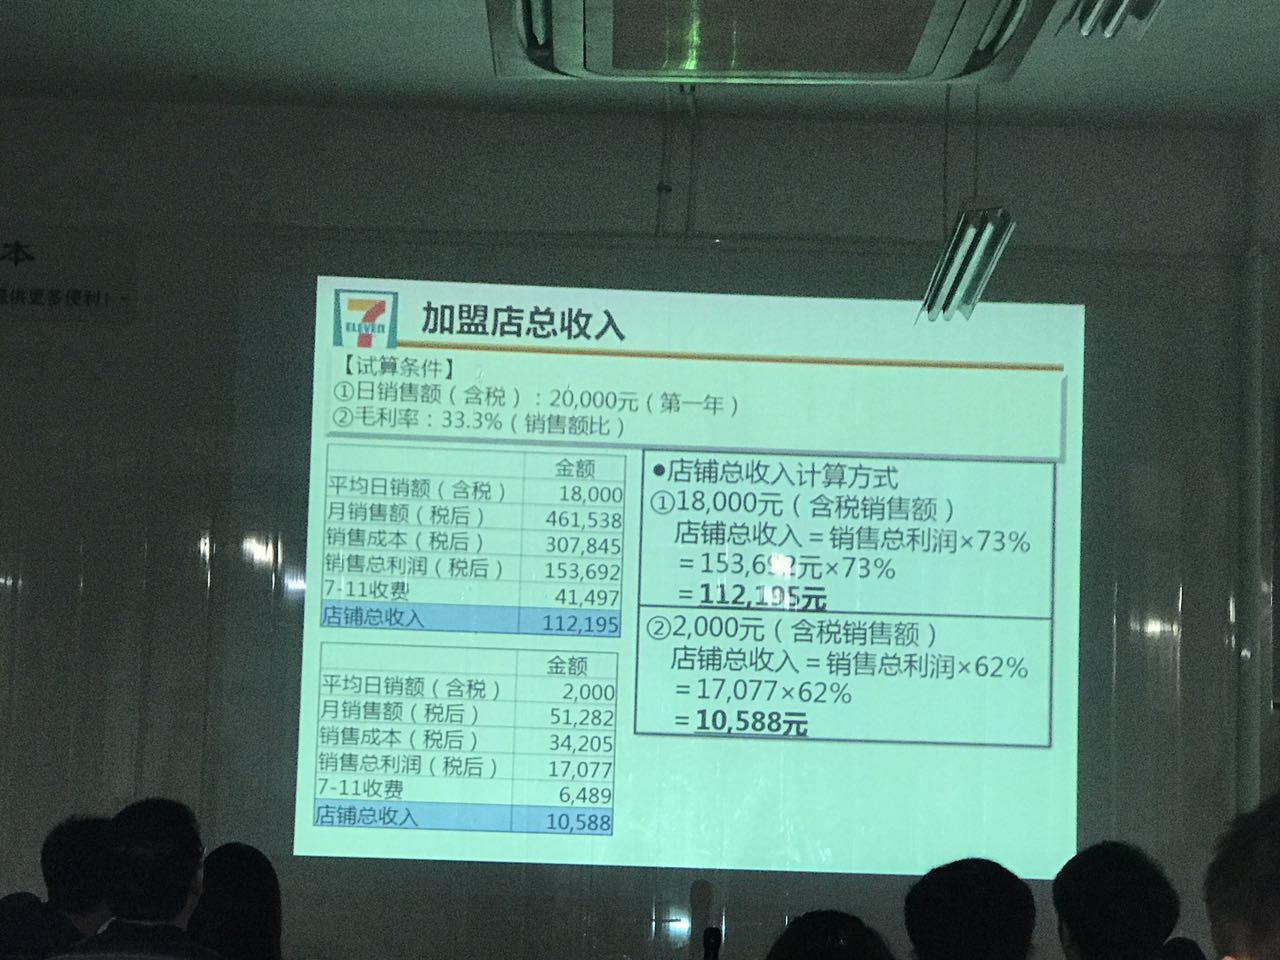 本
提供更多便利！-
7
ELEVEN
加盟店总收入
【试算条件】
①日销售额（含税）：20,000元（第一年）
②毛利率：33.3%（销售额比）
金额
平均日销额（含税） 18,000
月销售额（税后） 461,538
销售成本（税后） 307,845
销售总利润（税后） 153,692
7-11收费 41,497
店铺总收入 112,195
金额
平均日销额（含税） 2,000
月销售额（税后） 51,282
销售成本（税后） 34,205
销售总利润（税后） 17,077
7-11收费 6,489
店铺总收入 10,588
●店铺总收入计算方式
①18,000元（含税销售额）
店铺总收入＝销售总利润×73%
＝153,692元×73%
＝112,195元
②2,000元（含税销售额）
店铺总收入＝销售总利润×62%
＝17,077×62%
＝10,588元